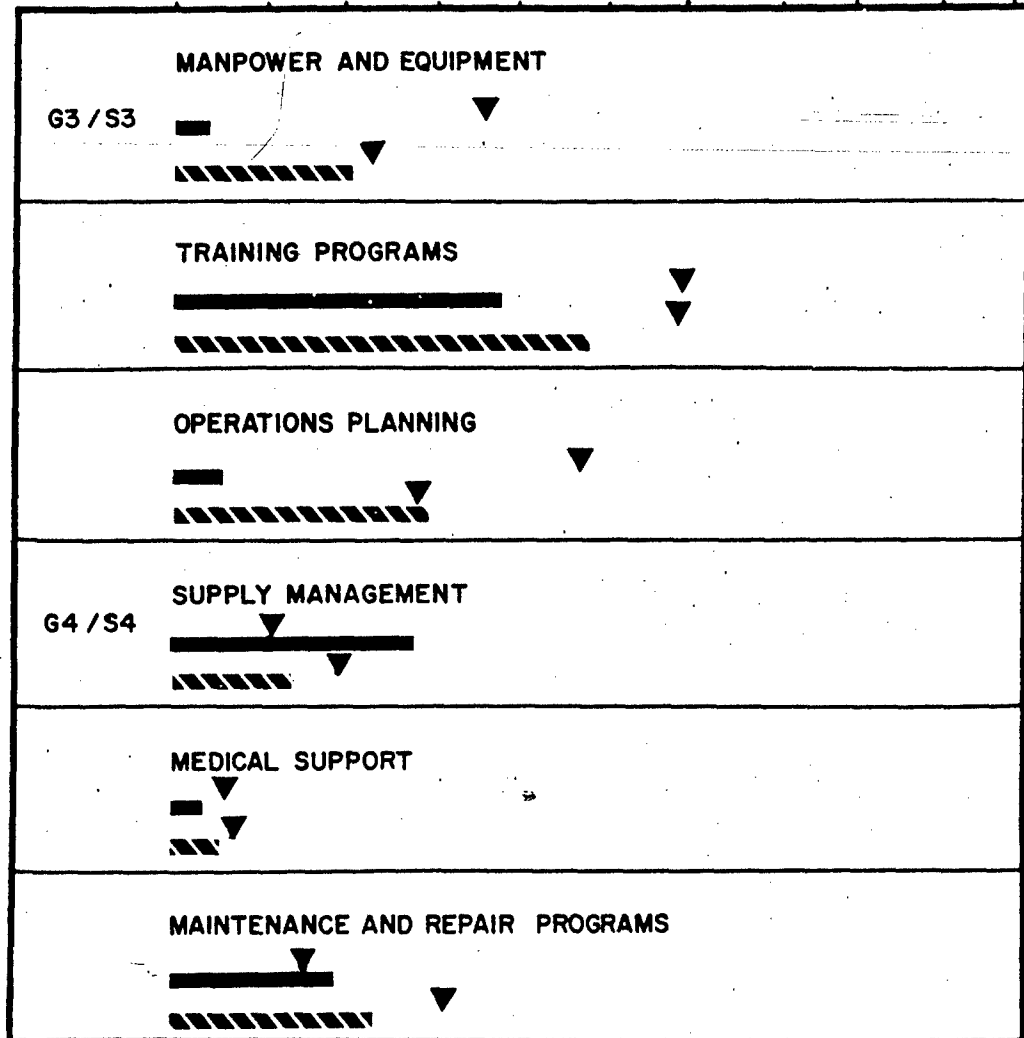 MANPOWER AND EQUIPMENT
G3 / S3
TRAINING PROGRAMS
OPERATIONS PLANNING
SUPPLY MANAGEMENT
G4 / S4
MEDICAL SUPPORT
MAINTENANCE AND REPAIR PROGRAMS